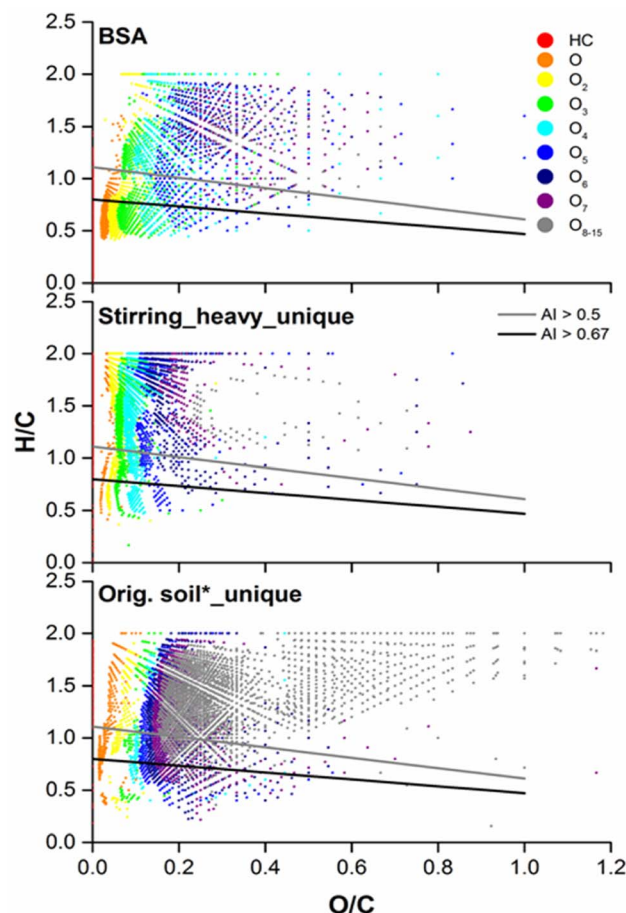 BSA
HC
O
O₂
O₃
O₄
O₅
O₆
O₇
O₈₋₁₅
2.5
2.0
1.5
1.0
0.5
0.0
Stirring_heavy_unique
AI > 0.5
AI > 0.67
2.5
2.0
1.5
1.0
0.5
0.0
H/C
Orig. soil*_unique
2.5
2.0
1.5
1.0
0.5
0.0
0.0 0.2 0.4 0.6 0.8 1.0 1.2
O/C